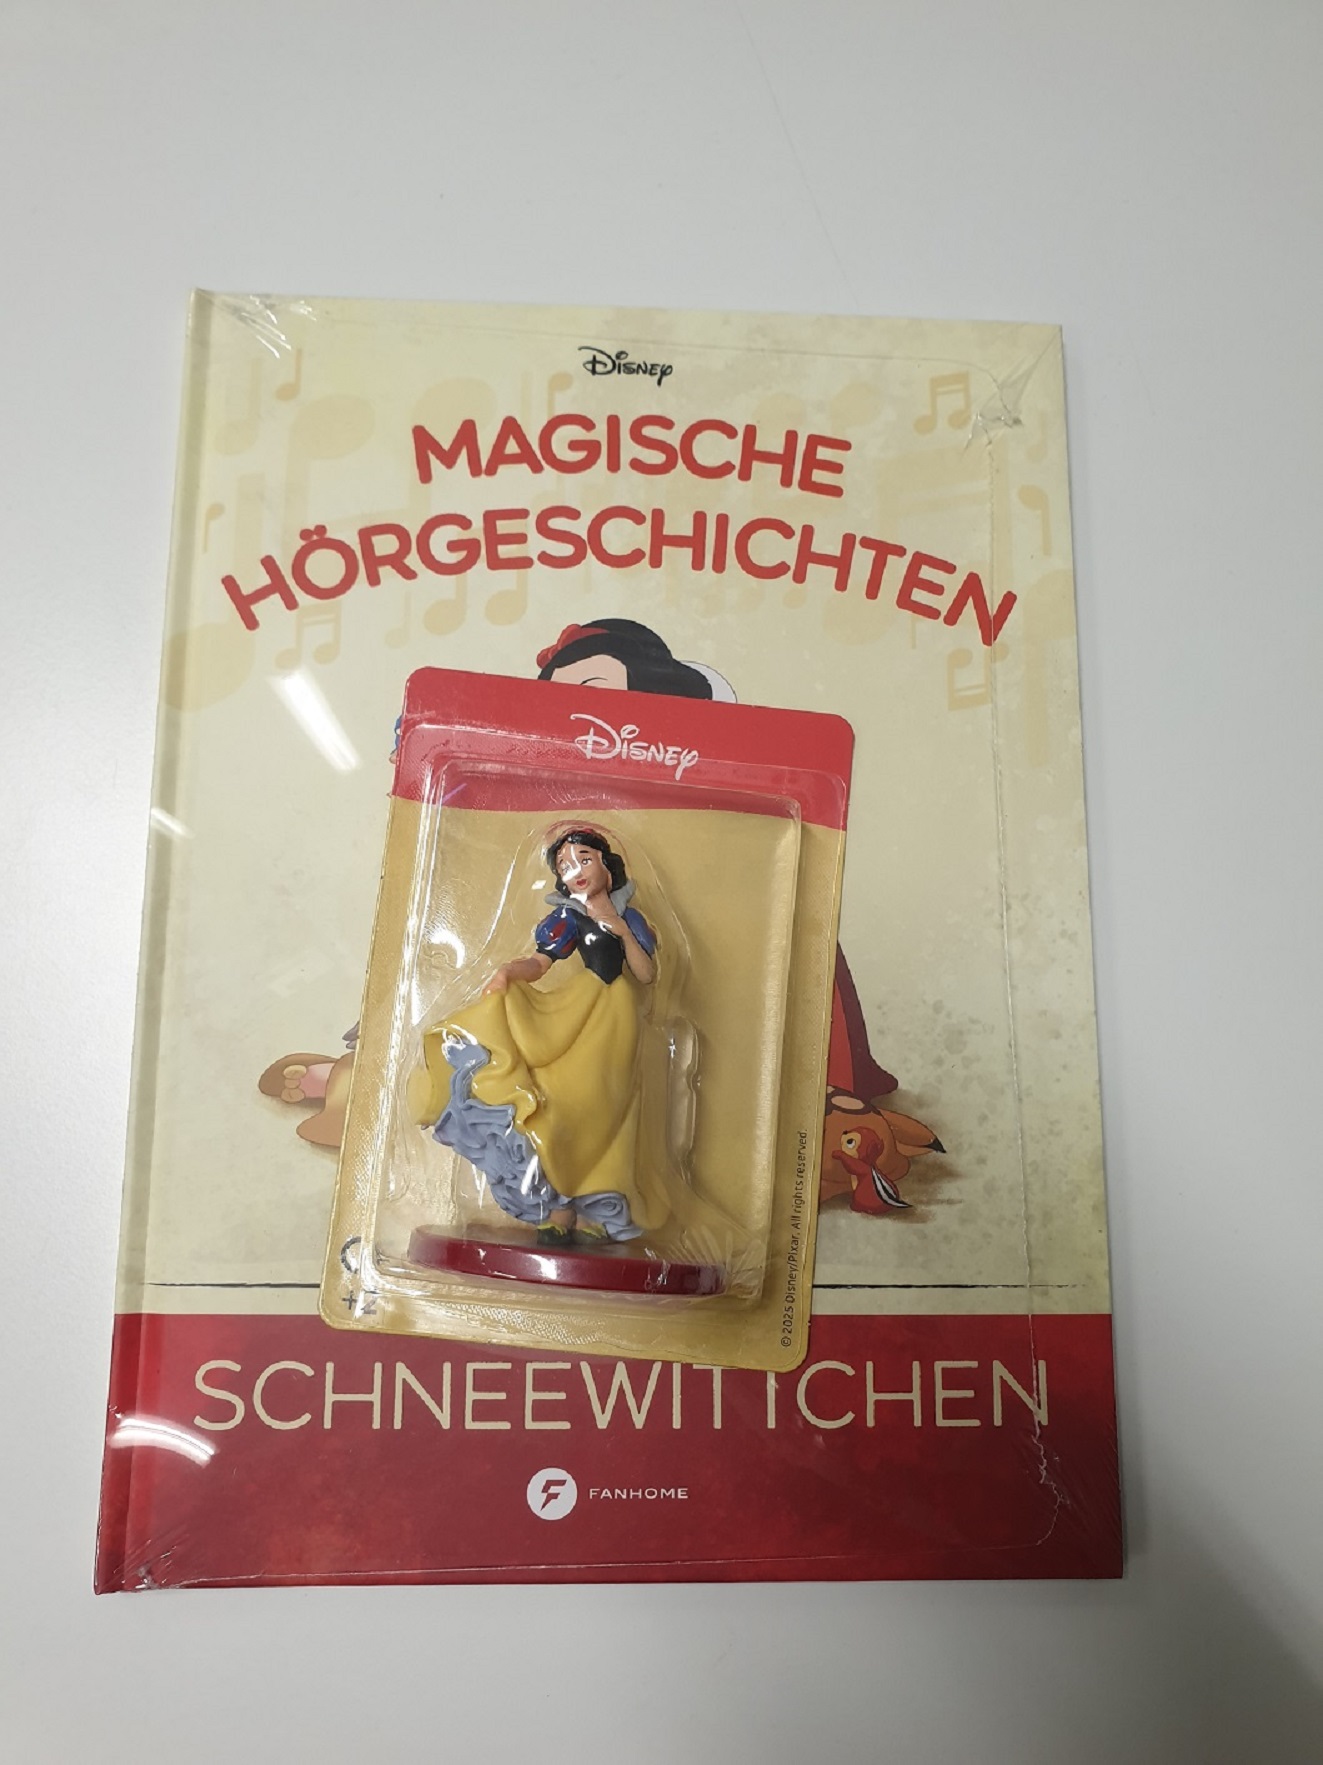 Disney
MAGISCHE
HÖRGESCHICHTEN
Disney
© 2025 Disney/Pixar. All rights reserved.
SCHNEEWITTCHEN
FANHOME